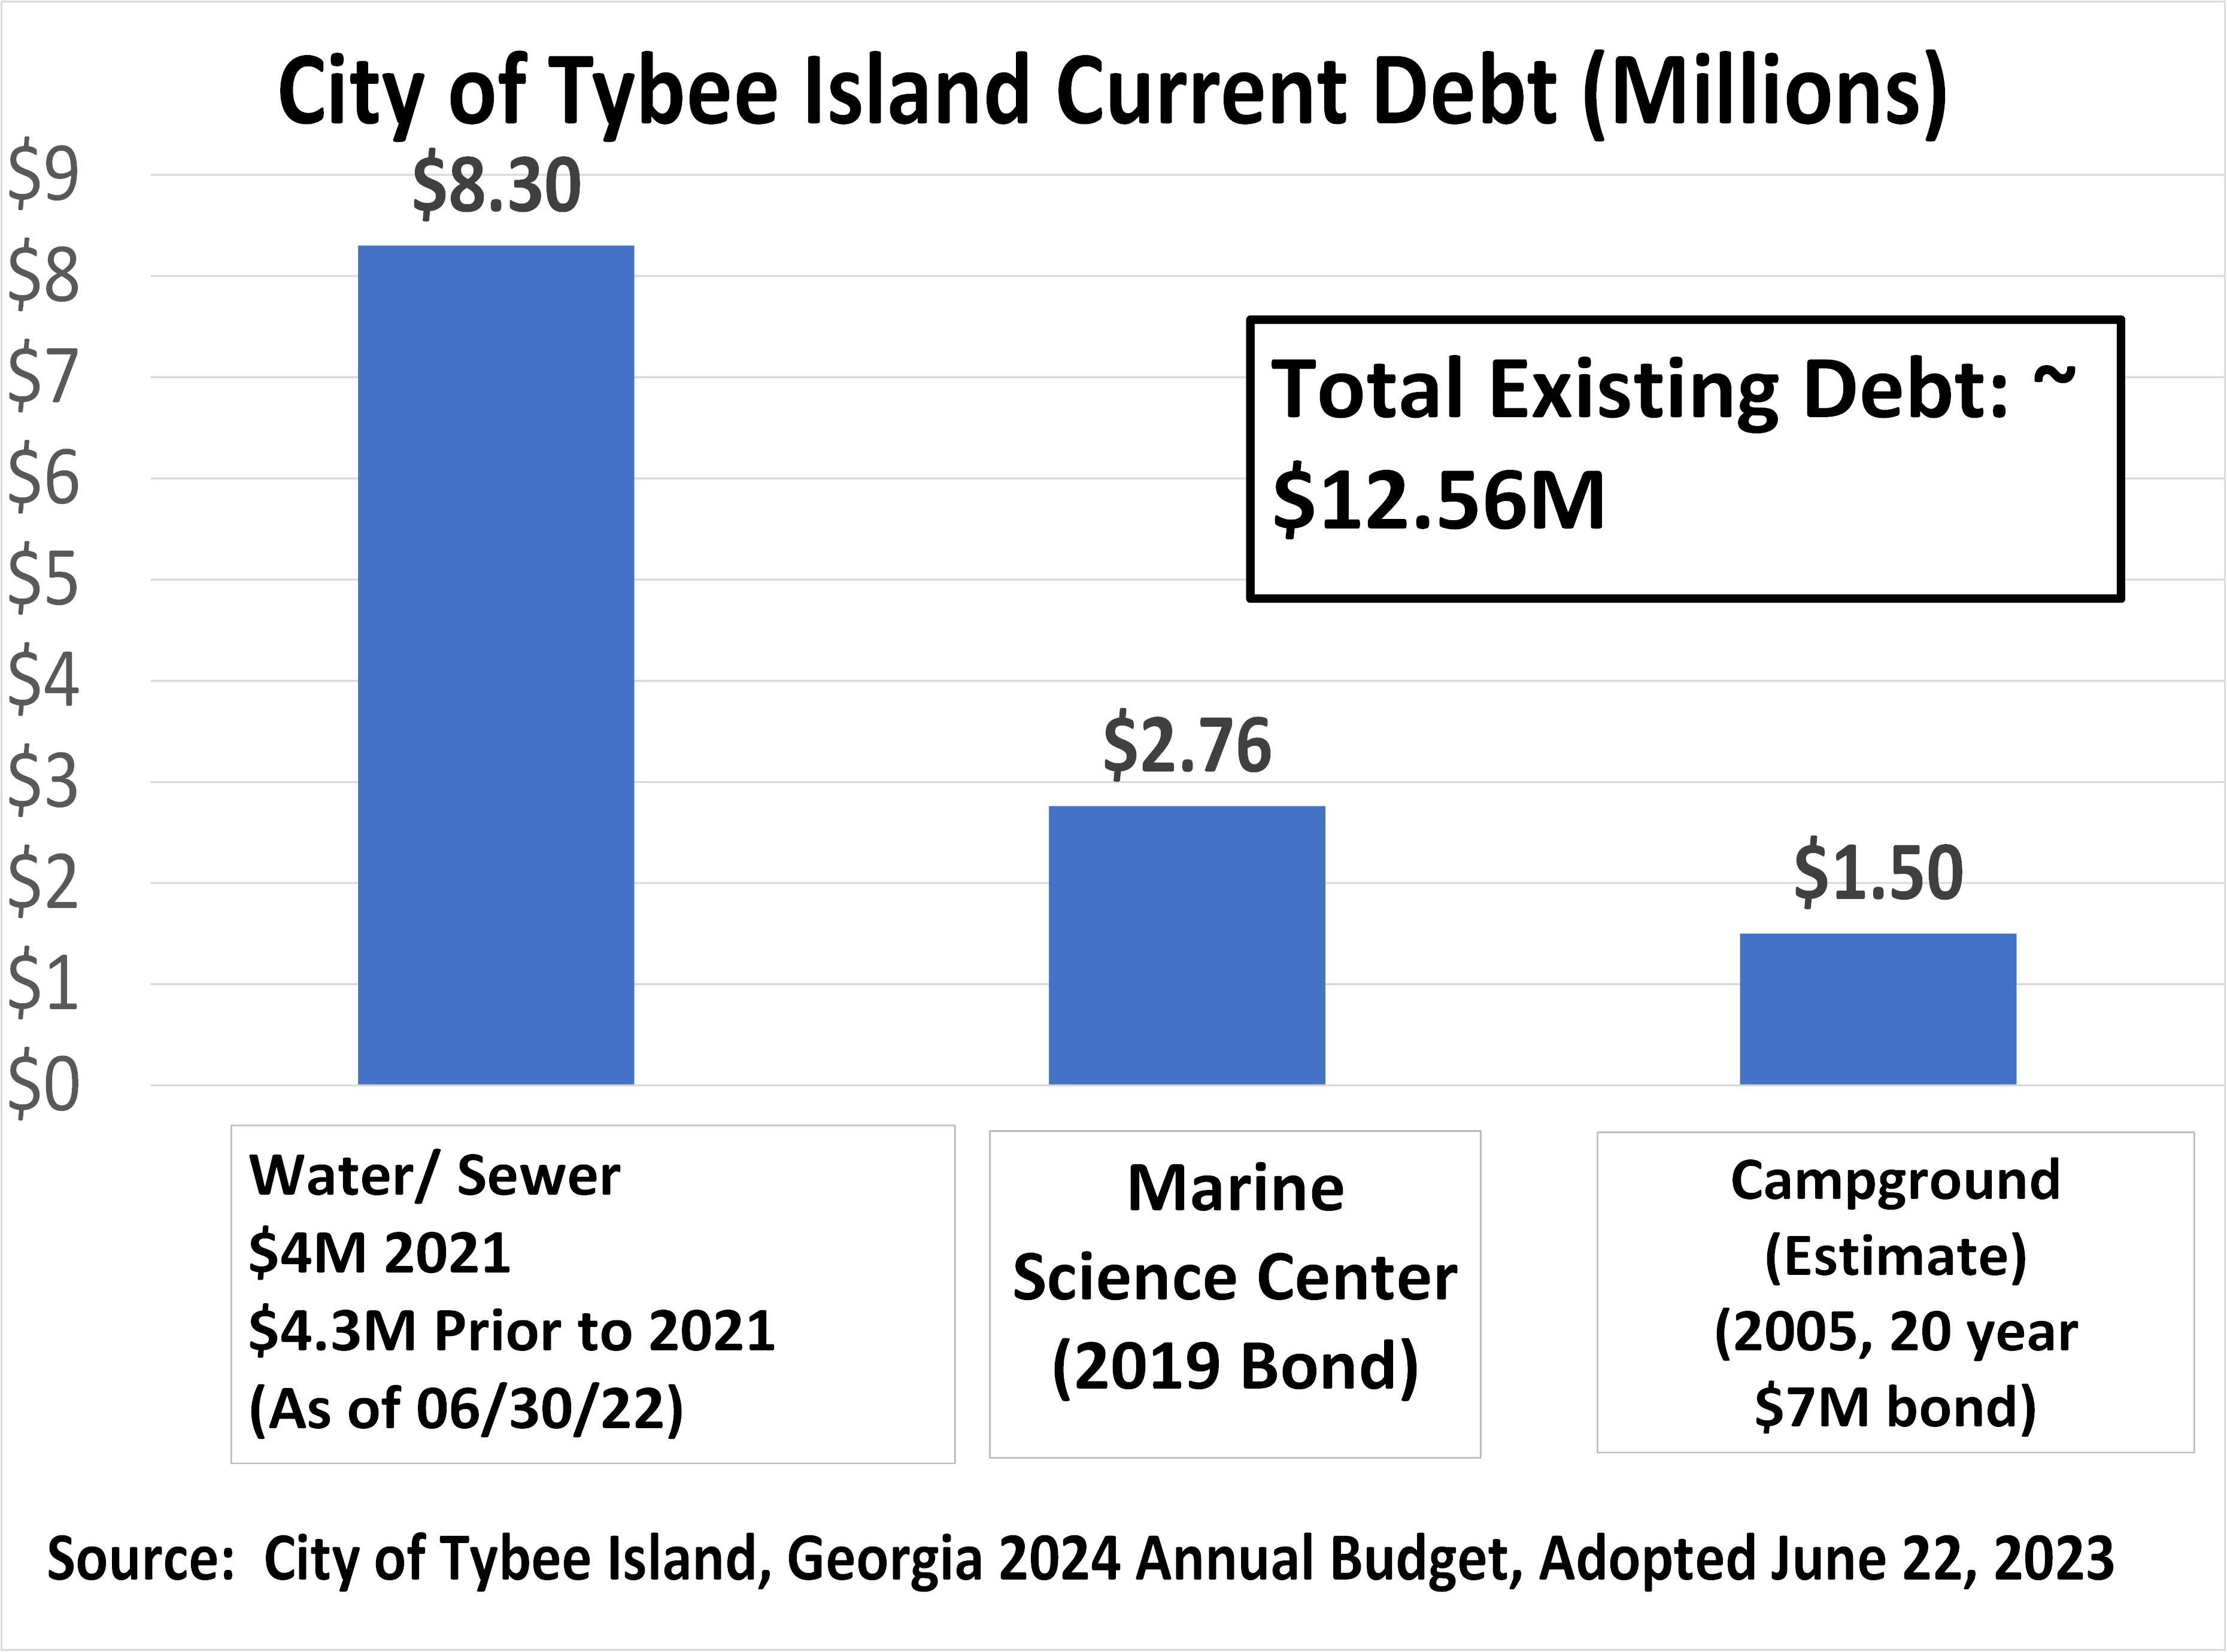 City of Tybee Island Current Debt (Millions)
$9
$8
$7
$6
$5
$4
$3
$2
$1
$0
$8.30
$2.76
$1.50
Total Existing Debt: ~
$12.56M
Water/ Sewer
$4M 2021
$4.3M Prior to 2021
(As of 06/30/22)
Marine
Science Center
(2019 Bond)
Campground
(Estimate)
(2005, 20 year
$7M bond)
Source:  City of Tybee Island, Georgia 2024 Annual Budget, Adopted June 22, 2023